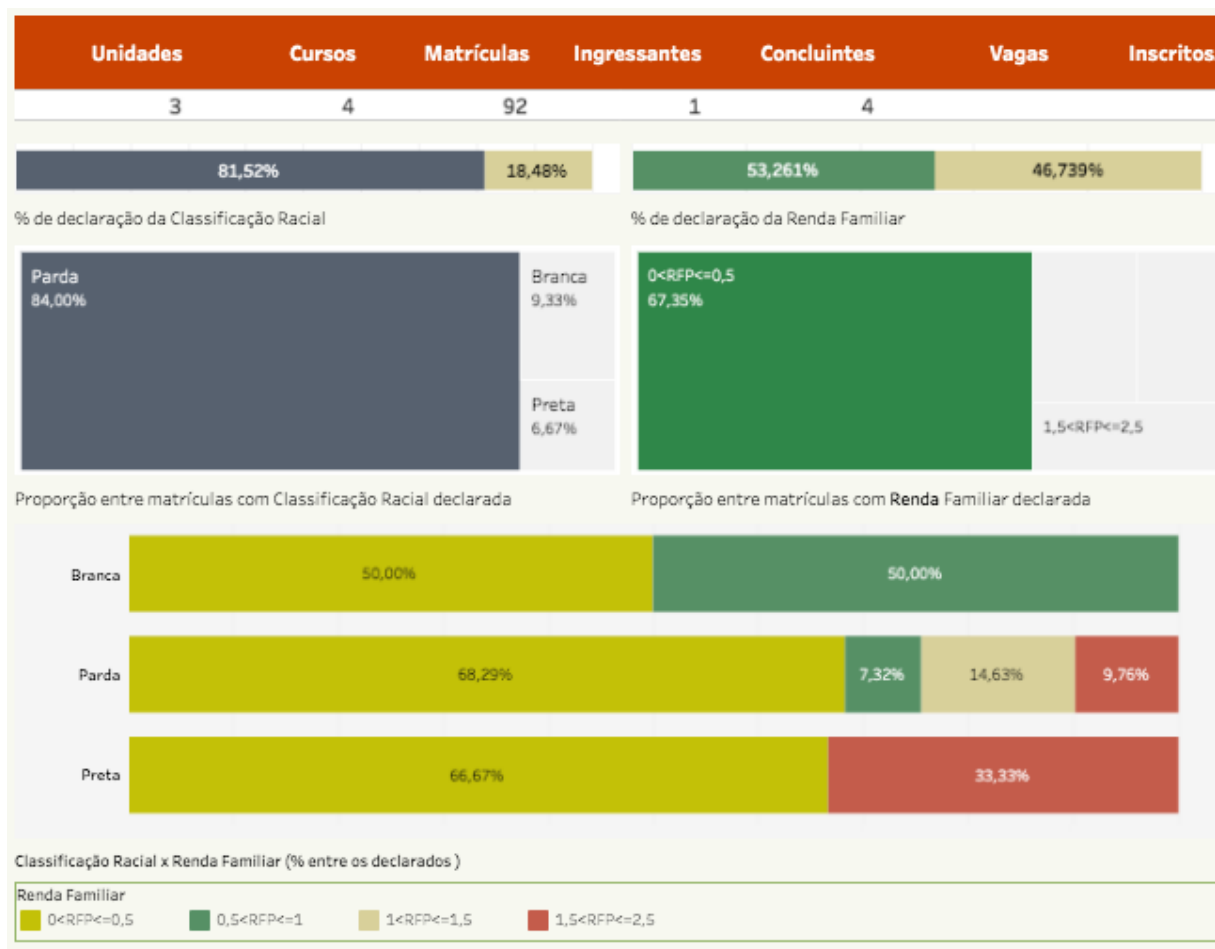 Unidades Cursos Matrículas Ingressantes Concluintes Vagas Inscritos
3 4 92 1 4
81,52% 18,48% 53,261% 46,739%
% de declaração da Classificação Racial % de declaração da Renda Familiar
Parda Branca 0<RFP<=0,5
84,00% 9,33% 67,35%
Preta
6,67% 1,5<RFP<=2,5
Proporção entre matrículas com Classificação Racial declarada Proporção entre matrículas com Renda Familiar declarada
Branca 50,00% 50,00%
Parda 68,29% 7,32% 14,63% 9,76%
Preta 66,67% 33,33%
Classificação Racial x Renda Familiar (% entre os declarados )
Renda Familiar
0<RFP<=0,5 0,5<RFP<=1 1<RFP<=1,5 1,5<RFP<=2,5